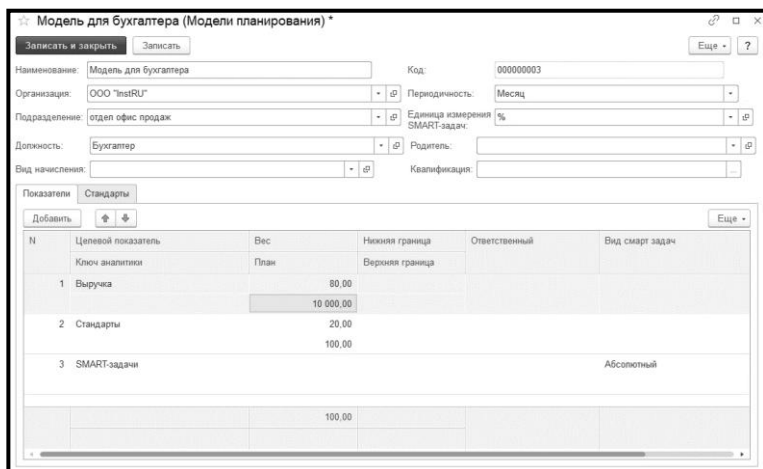 Модель для бухгалтера (Модели планирования) *
Записать и закрыть Записать Еще ?
Наименование: Модель для бухгалтера Код: 000000003
Организация: ООО "InstRU" Периодичность: Месяц
Подразделение: отдел офис продаж Единица измерения SMART-задач: %
Должность: Бухгалтер Родитель:
Вид начисления: Квалификация:
Показатели Стандарты
Добавить Еще
N Целевой показатель Вес Нижняя граница Ответственный Вид смарт задач
Ключ аналитики План Верхняя граница
1 Выручка 80,00
10 000,00
2 Стандарты 20,00
100,00
3 SMART-задачи Абсолютный
100,00